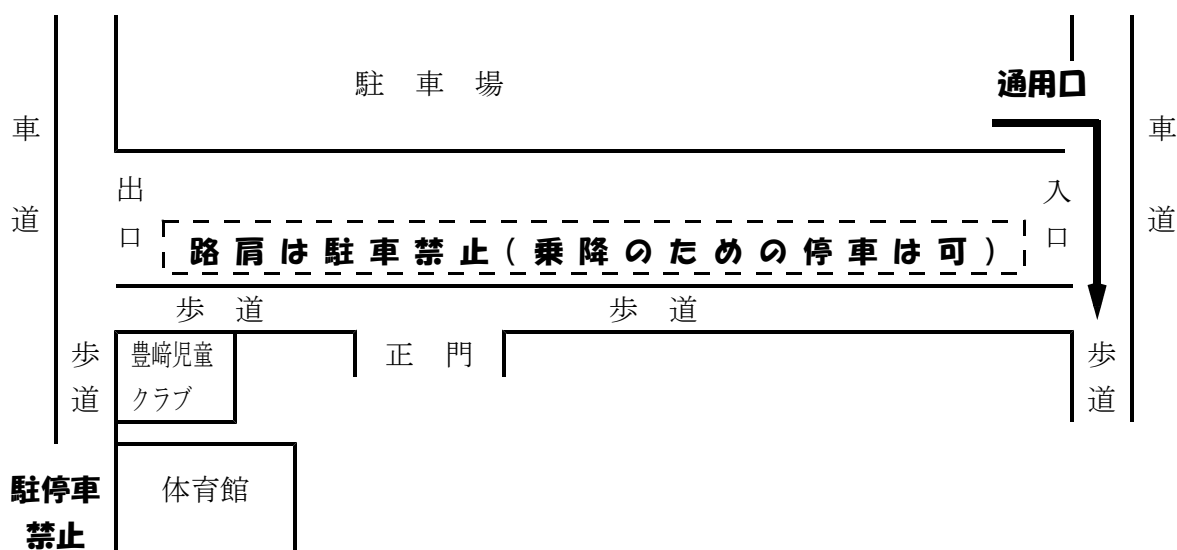 駐車場
通用口
車道
車道
出口
入口
路肩は駐車禁止(乗降のための停車は可)
歩道
歩道
歩道
豊﨑児童
クラブ
正門
歩道
駐停車
禁止
体育館